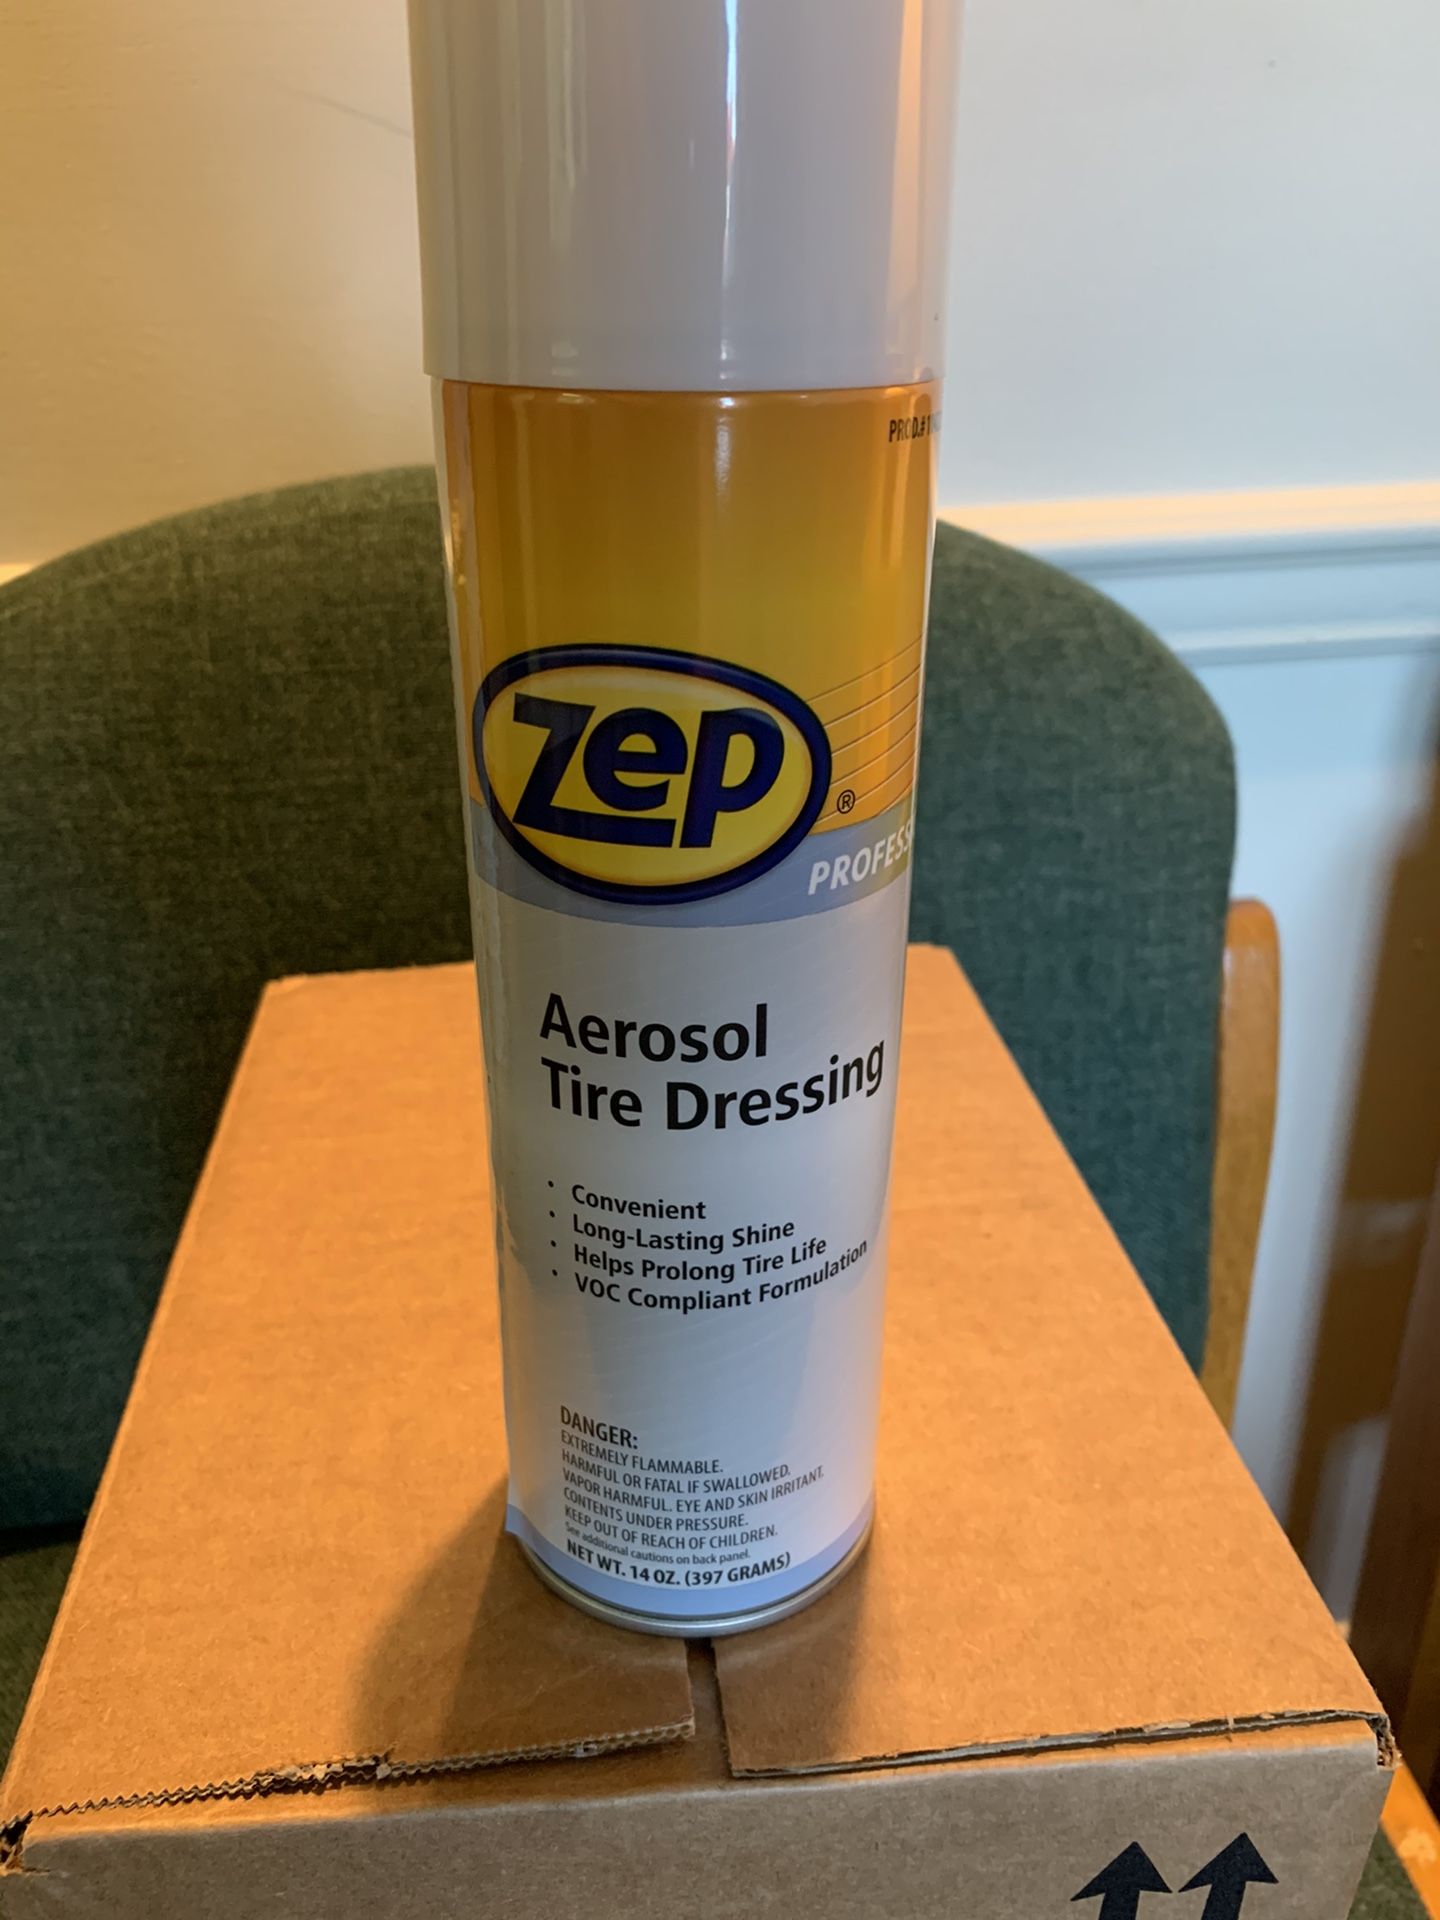 PROD.#1
zep®
PROFESS
Aerosol
Tire Dressing
• Convenient
• Long-Lasting Shine
• Helps Prolong Tire Life
• VOC Compliant Formulation
DANGER:
EXTREMELY FLAMMABLE.
HARMFUL OR FATAL IF SWALLOWED.
VAPOR HARMFUL. EYE AND SKIN IRRITANT.
CONTENTS UNDER PRESSURE.
KEEP OUT OF REACH OF CHILDREN.
See additional cautions on back panel.
NET WT. 14 OZ. (397 GRAMS)